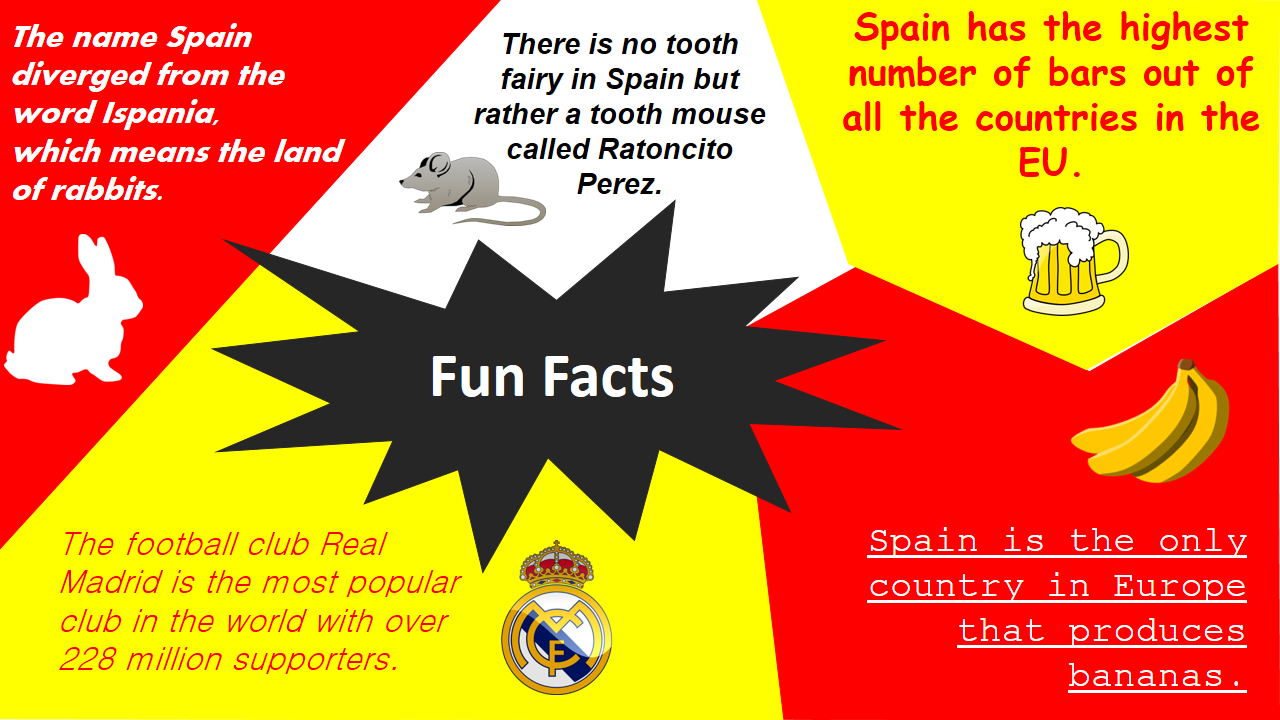 The name Spain
diverged from the
word Ispania,
which means the land
of rabbits.
There is no tooth
fairy in Spain but
rather a tooth mouse
called Ratoncito
Perez.
Spain has the highest
number of bars out of
all the countries in the
EU.
Fun Facts
The football club Real
Madrid is the most popular
club in the world with over
228 million supporters.
Spain is the only
country in Europe
that produces
bananas.